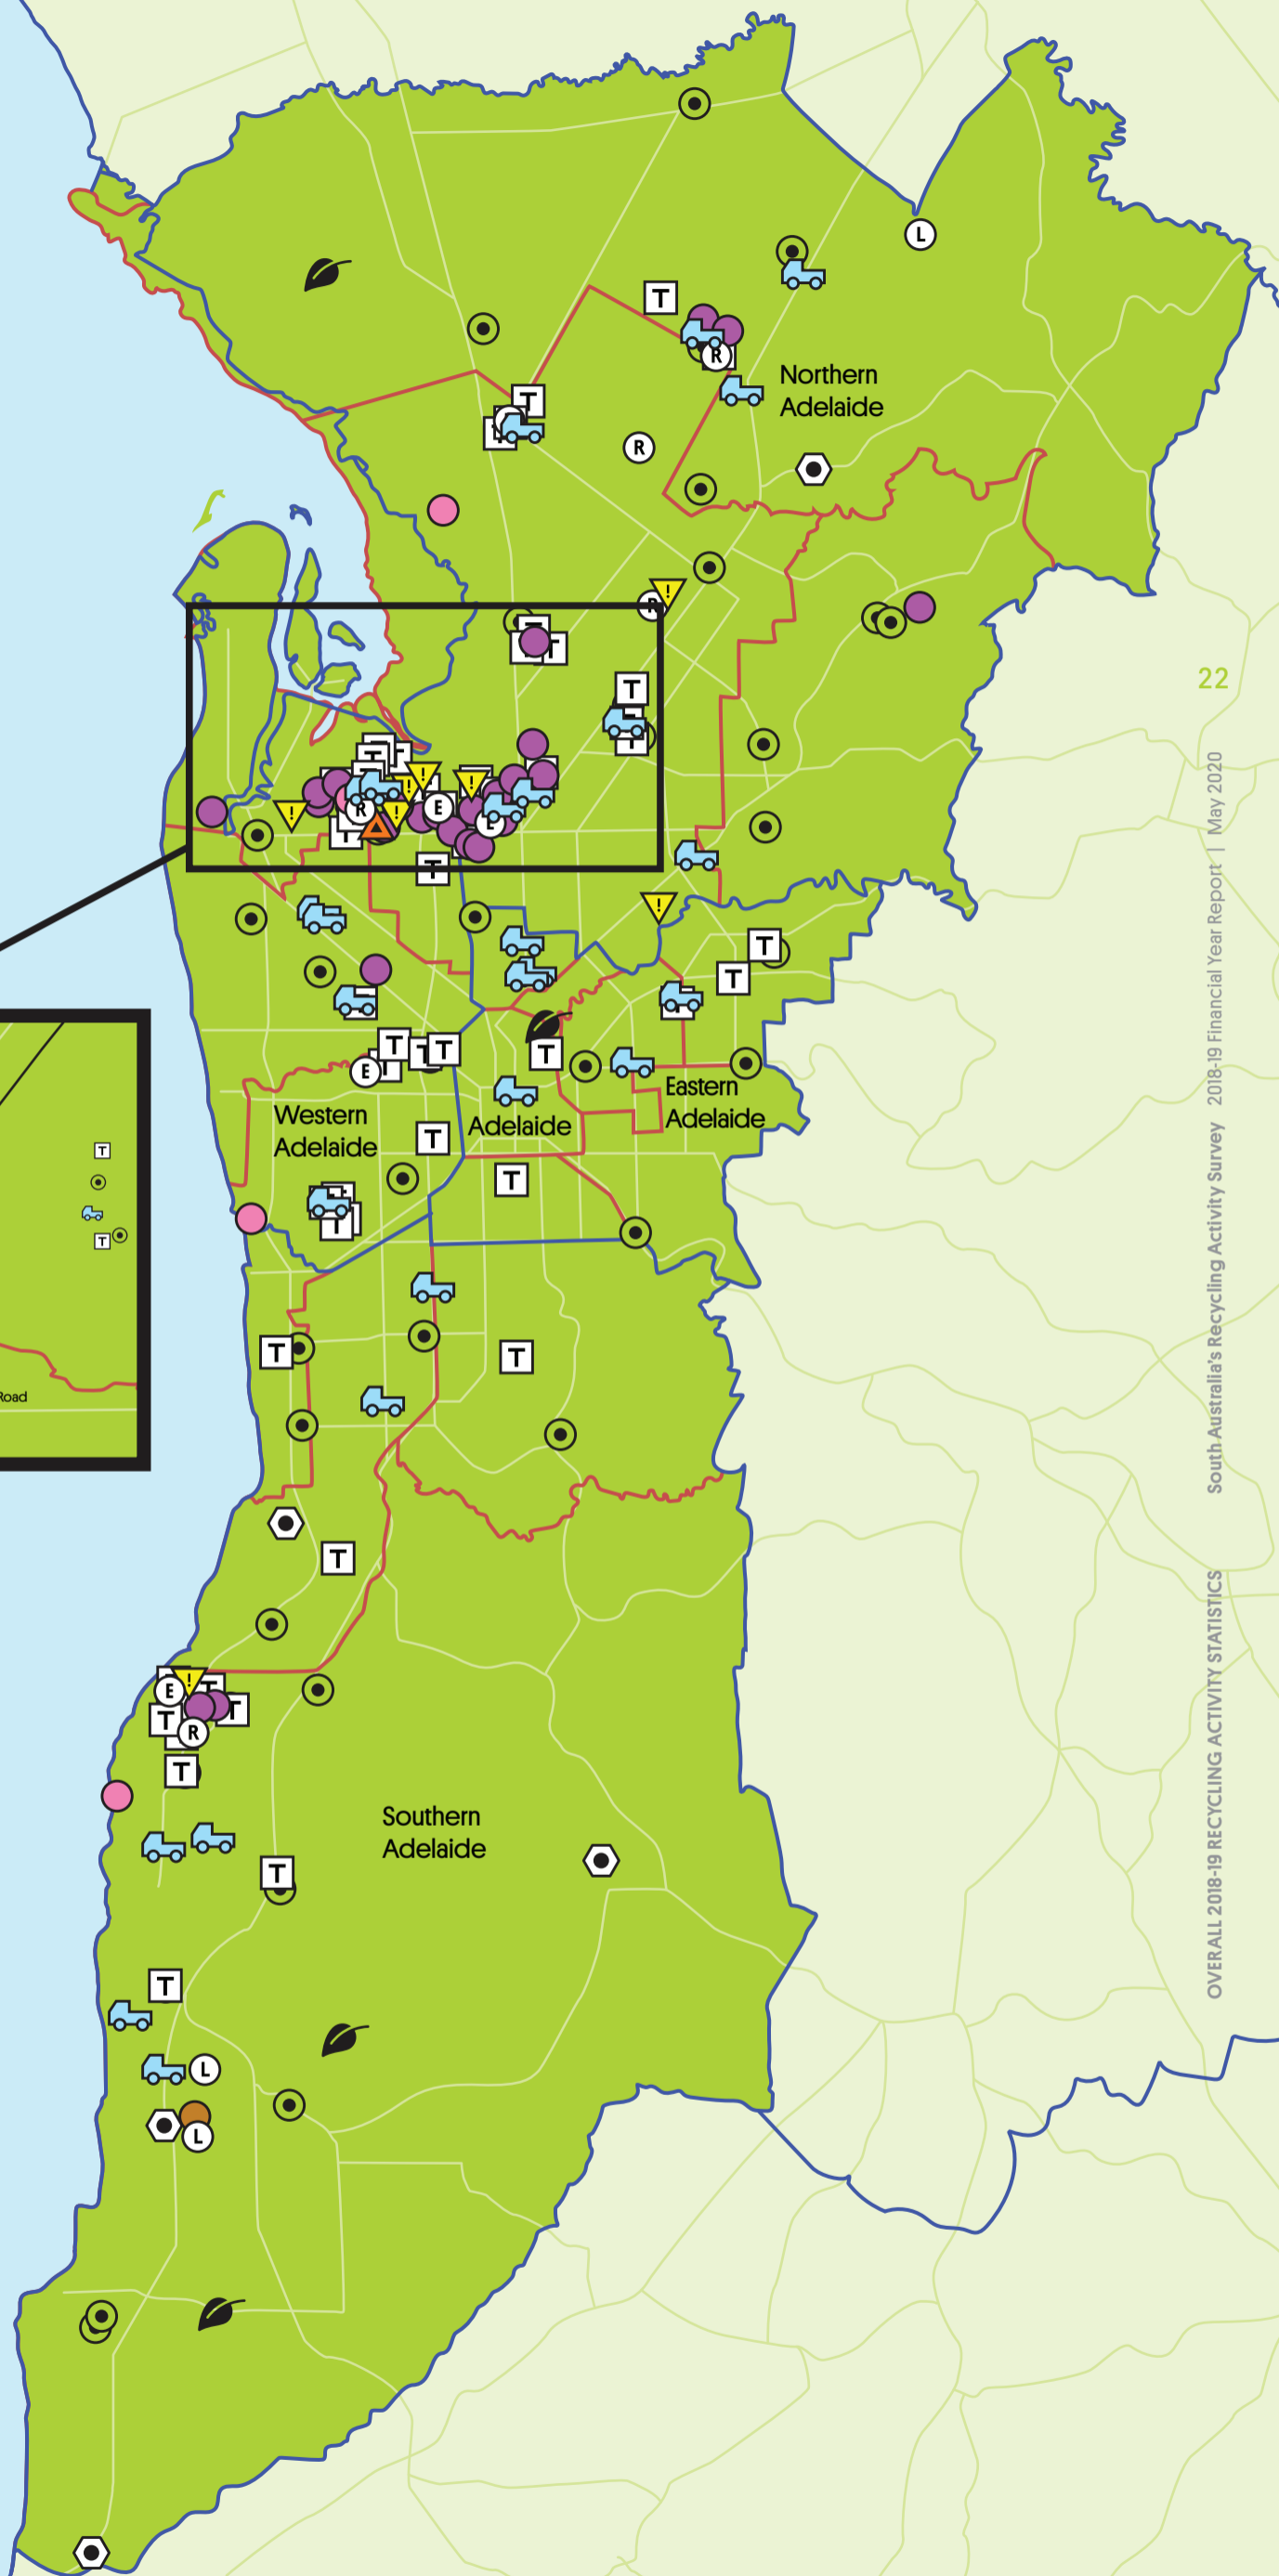 L
T
R
Northern
Adelaide
T
R
R
!
T
T
T
T
T
!
!
!
!
!
R
E
T
T
!
T
T
T
T
T
T
E
T
Eastern
Adelaide
Western
Adelaide
Adelaide
T
T
T
T
T
T
T
Road
T
T
!
E
T
T
T
R
T
Southern
Adelaide
T
T
L
L
22
South Australia's Recycling Activity Survey 2018-19 Financial Year Report | May 2020
OVERALL 2018-19 RECYCLING ACTIVITY STATISTICS